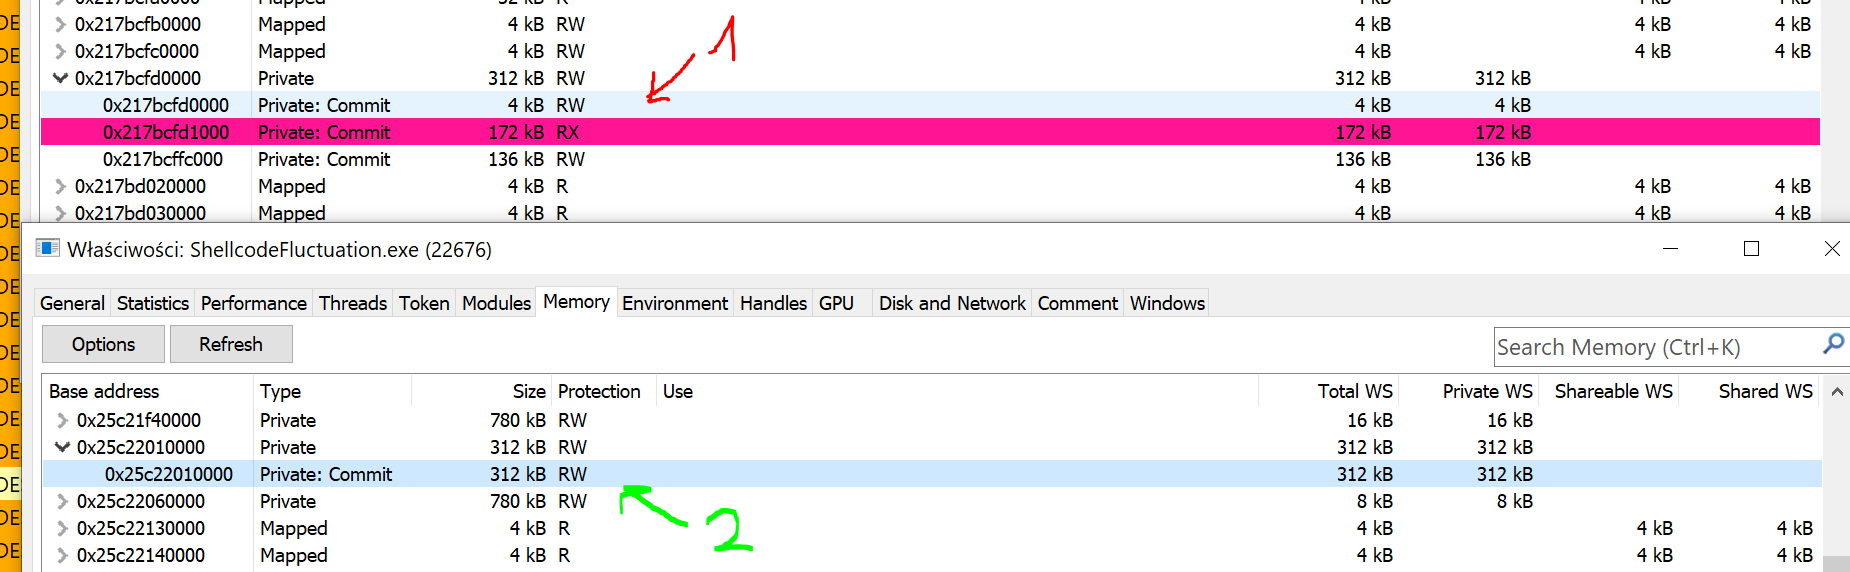 DE
0x217bcfb0000 Mapped 4 kB RW 4 kB 4 kB 4 kB
DE
0x217bcfc0000 Mapped 4 kB RW 4 kB 4 kB 4 kB
DE
0x217bcfd0000 Private 312 kB RW 312 kB 312 kB
0x217bcfd0000 Private: Commit 4 kB RW 4 kB 4 kB
0x217bcfd1000 Private: Commit 172 kB RX 172 kB 172 kB
0x217bcffc000 Private: Commit 136 kB RW 136 kB 136 kB
0x217bd020000 Mapped 4 kB R 4 kB 4 kB 4 kB
0x217bd030000 Mapped 4 kB R 4 kB 4 kB 4 kB
1
Właściwości: ShellcodeFluctuation.exe (22676)
General Statistics Performance Threads Token Modules Memory Environment Handles GPU Disk and Network Comment Windows
Options Refresh Search Memory (Ctrl+K)
Base address Type Size Protection Use Total WS Private WS Shareable WS Shared WS
0x25c21f40000 Private 780 kB RW 16 kB 16 kB
0x25c22010000 Private 312 kB RW 312 kB 312 kB
0x25c22010000 Private: Commit 312 kB RW 312 kB 312 kB
0x25c22060000 Private 780 kB RW 8 kB 8 kB
0x25c22130000 Mapped 4 kB R 4 kB 4 kB 4 kB
0x25c22140000 Mapped 4 kB R 4 kB 4 kB 4 kB
2